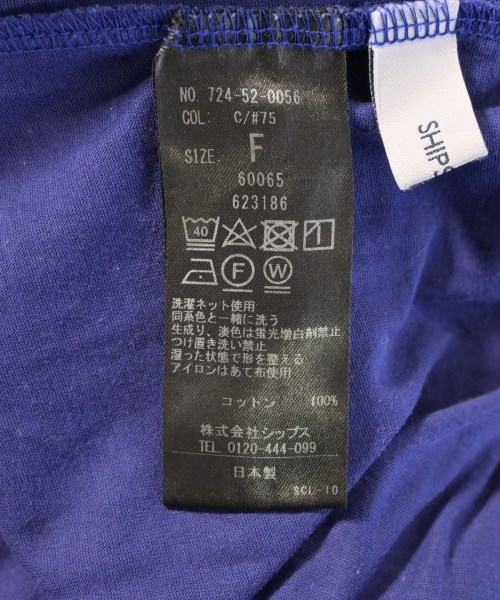 NO. 724-52-0056
COL: C/#75
SIZE: F
60065
623186
40
F W
洗濯ネット使用
同系色と一緒に洗う
生成り、淡色は蛍光増白剤禁止
つけ置き洗い禁止
湿った状態で形を整える
アイロンはあて布使用
コットン 100%
株式会社シップス
TEL. 0120-444-099
日本製
SCL-10
SHIPS